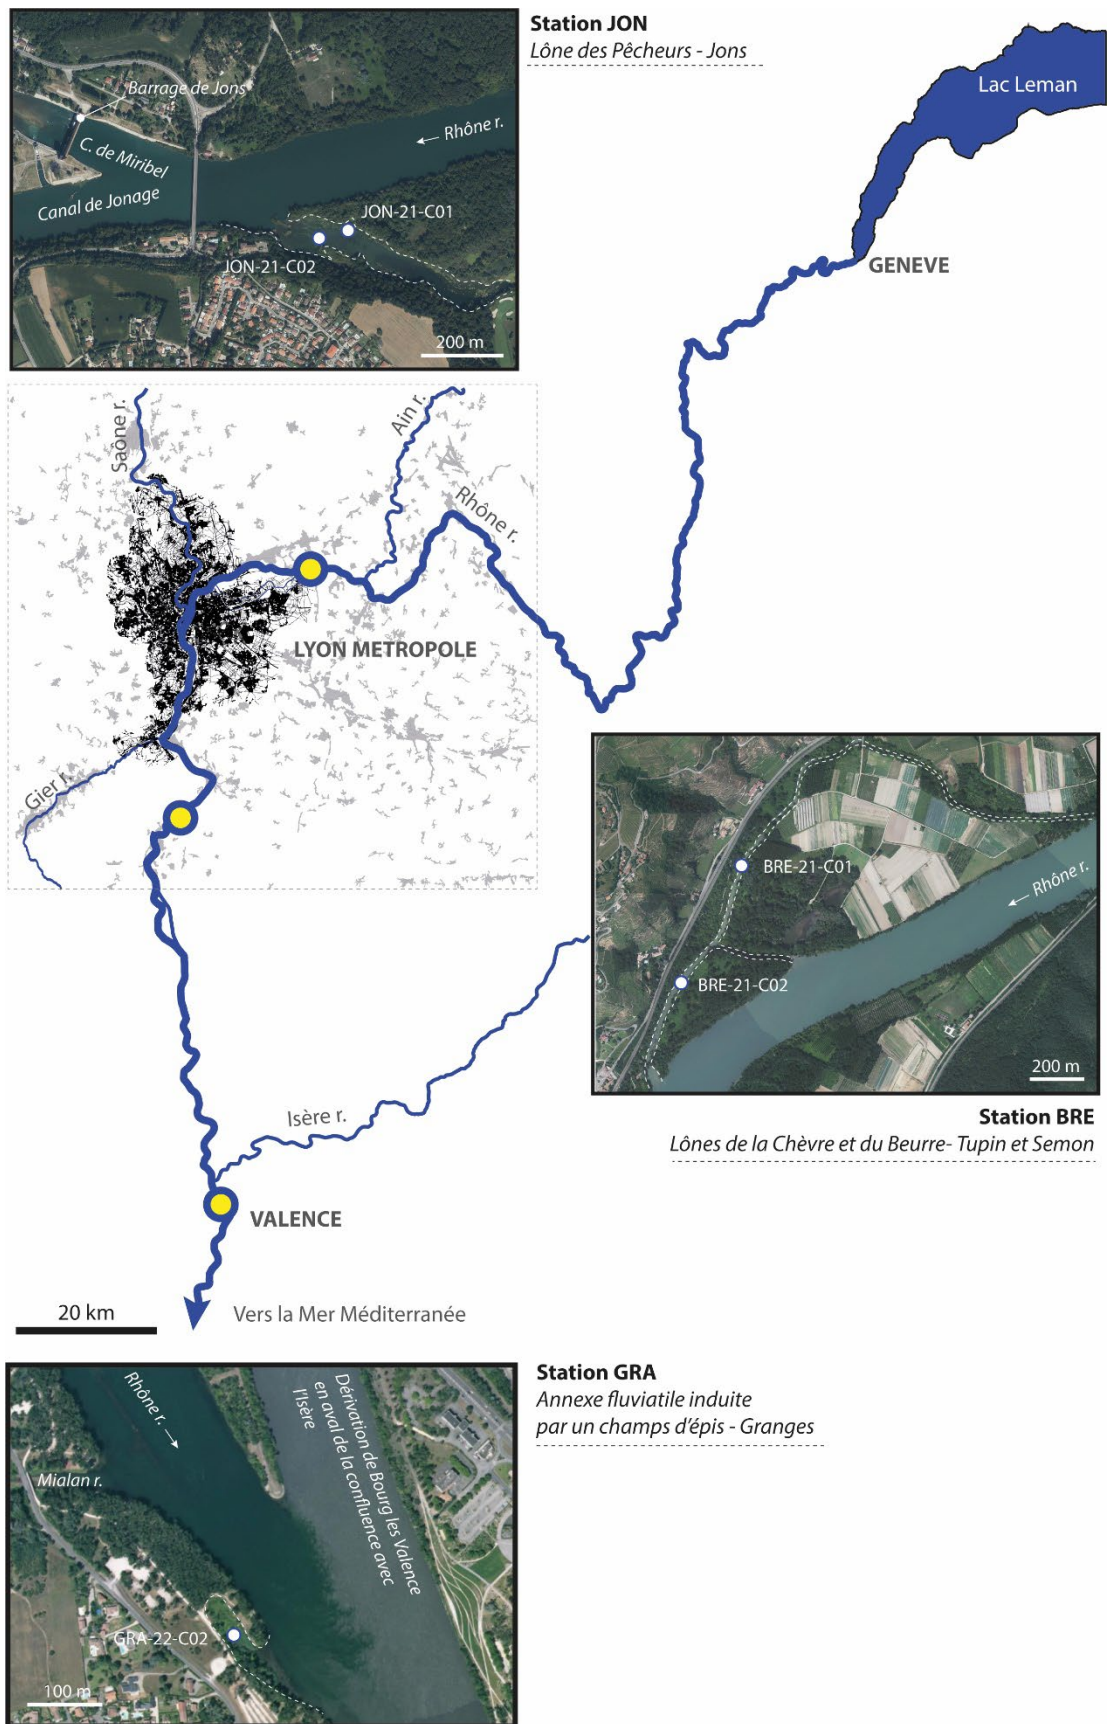 Station JON
Lône des Pêcheurs - Jons
Barrage de Jons
C. de Miribel
Canal de Jonage
← Rhône r.
JON-21-C01
JON-21-C02
200 m
Lac Leman
GENEVE
Saône r.
Ain r.
Rhône r.
LYON METROPOLE
Gier r.
BRE-21-C01
← Rhône r.
BRE-21-C02
200 m
Station BRE
Lônes de la Chèvre et du Beurre- Tupin et Semon
Isère r.
VALENCE
20 km
Vers la Mer Méditerranée
Station GRA
Annexe fluviatile induite
par un champs d'épis - Granges
Rhône r. →
Mialan r.
Dérivation de Bourg les Valence
en aval de la confluence avec
l'Isère
GRA-22-C02
100 m